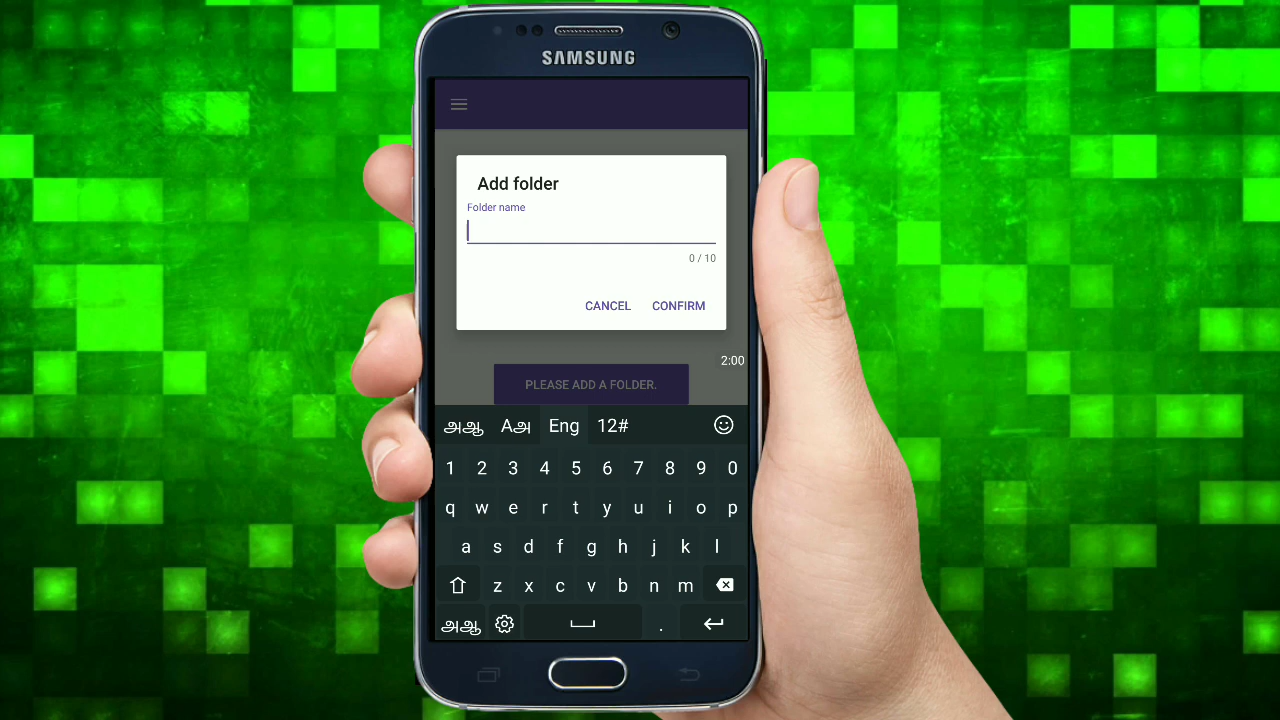 SAMSUNG
Add folder
Folder name
0 / 10
CANCEL CONFIRM
2:00
PLEASE ADD A FOLDER.
அஆ Aஅ Eng 12#
1 2 3 4 5 6 7 8 9 0
q w e r t y u i o p
a s d f g h j k l
z x c v b n m
அஆ .